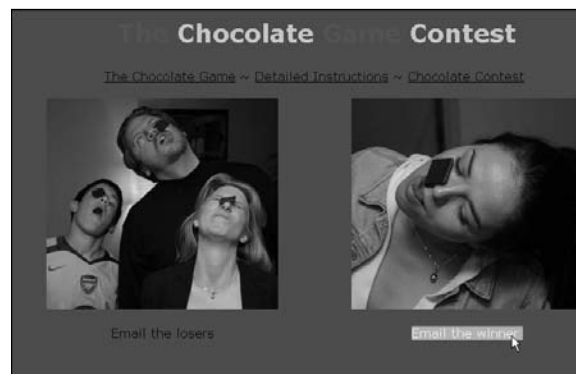 The Chocolate Game Contest
The Chocolate Game ~ Detailed Instructions ~ Chocolate Contest
Email the losers
Email the winner